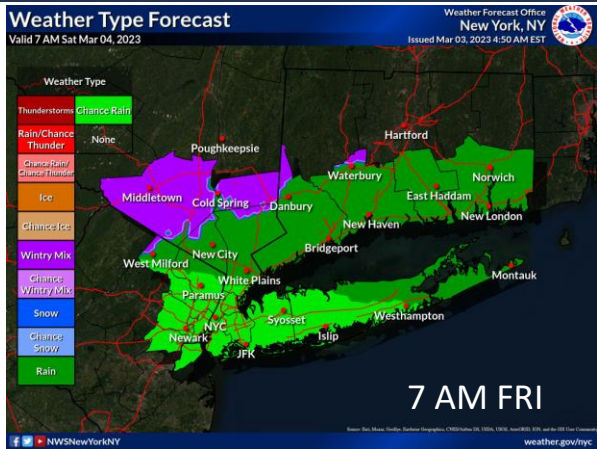 Weather Type Forecast
Valid 7 AM Sat Mar 04, 2023
Weather Forecast Office
New York, NY
Issued Mar 03, 2023 4:50 AM EST
Weather Type
Thunderstorms
Chance Rain
Rain/Chance
Thunder
None
Chance Rain/
Chance Thunder
Ice
Chance Ice
Wintry Mix
Chance
Wintry Mix
Snow
Chance
Snow
Rain
Poughkeepsie
Hartford
Waterbury
Norwich
Middletown
Cold Spring
Danbury
East Haddam
New London
New Haven
New City
Bridgeport
West Milford
White Plains
Montauk
Paramus
NYC
Syosset
Westhampton
Newark
Islip
JFK
7 AM FRI
NWSNewYorkNY
weather.gov/nyc